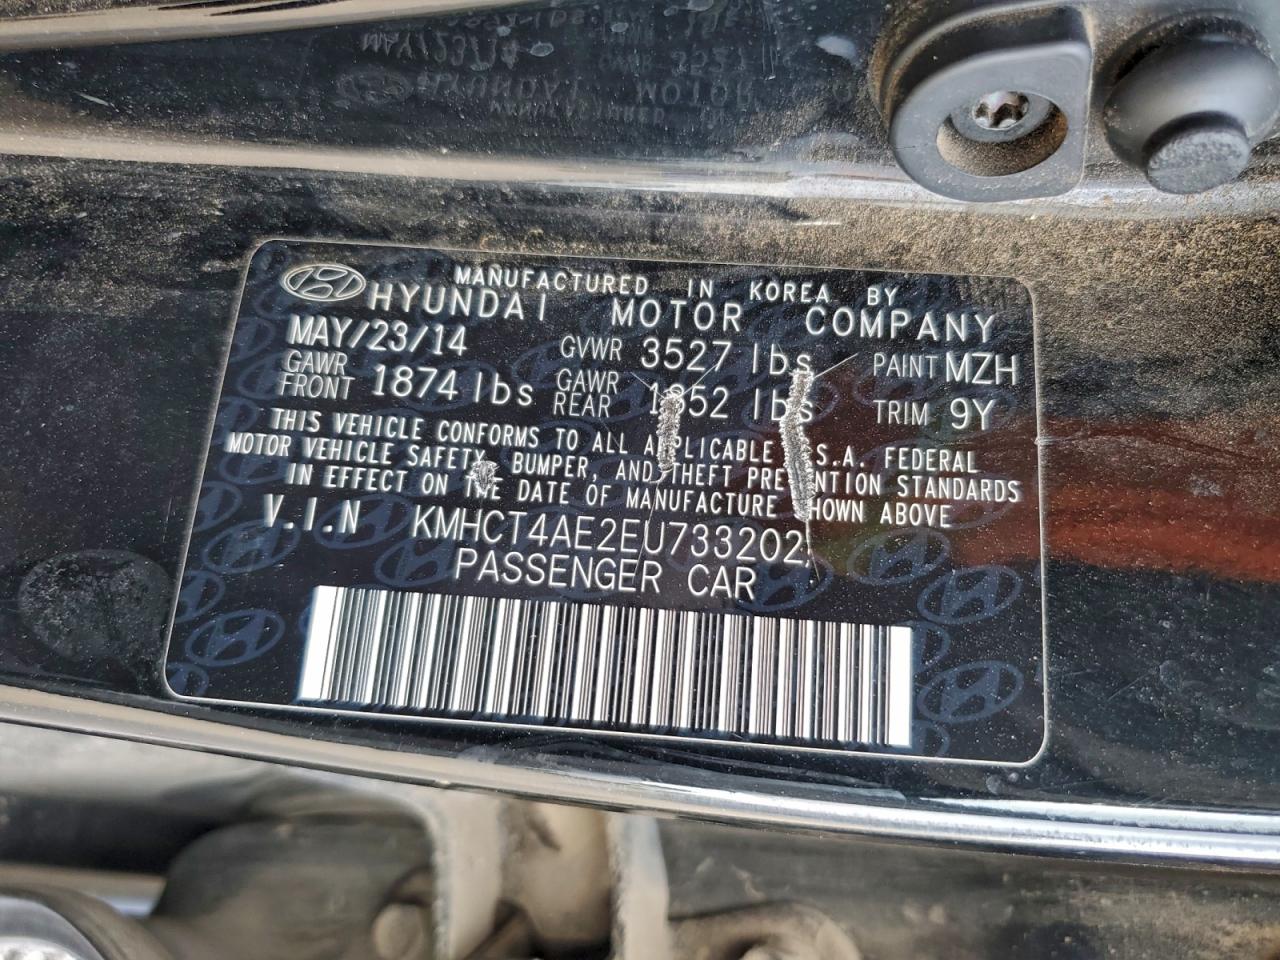 MANUFACTURED IN KOREA BY
HYUNDAI MOTOR COMPANY
MAY/23/14 GVWR 3527 lbs PAINT MZH
GAWR FRONT 1874 lbs GAWR REAR 1852 lbs TRIM 9Y
THIS VEHICLE CONFORMS TO ALL APPLICABLE U.S.A. FEDERAL
MOTOR VEHICLE SAFETY, BUMPER, AND THEFT PREVENTION STANDARDS
IN EFFECT ON THE DATE OF MANUFACTURE SHOWN ABOVE
V.I.N KMHCT4AE2EU733202
PASSENGER CAR